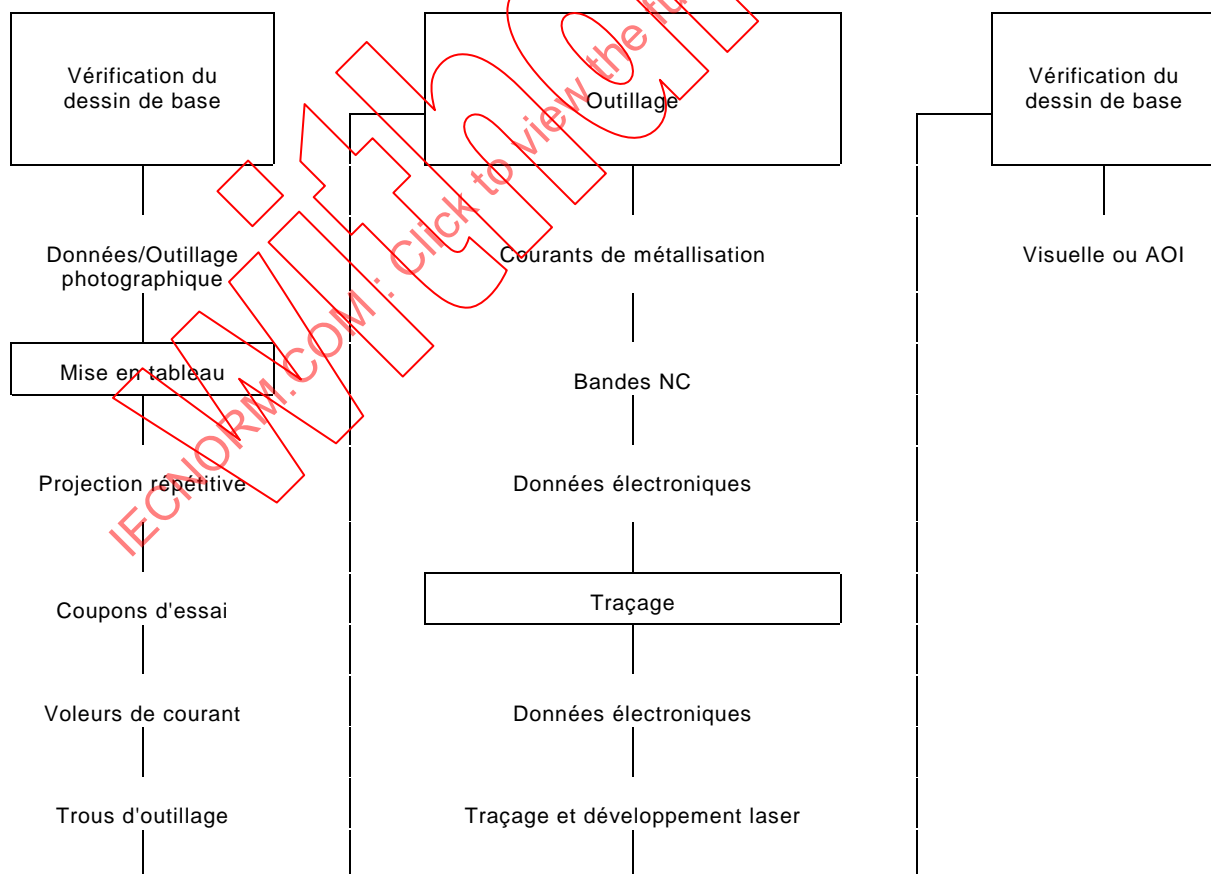 Vérification du
dessin de base
Données/Outillage
photographique
Mise en tableau
Projection répétitive
Coupons d'essai
Voleurs de courant
Trous d'outillage
Outillage
Courants de métallisation
Bandes NC
Données électroniques
Traçage
Données électroniques
Traçage et développement laser
Vérification du
dessin de base
Visuelle ou AOI
IECNORM.COM : Click to view the